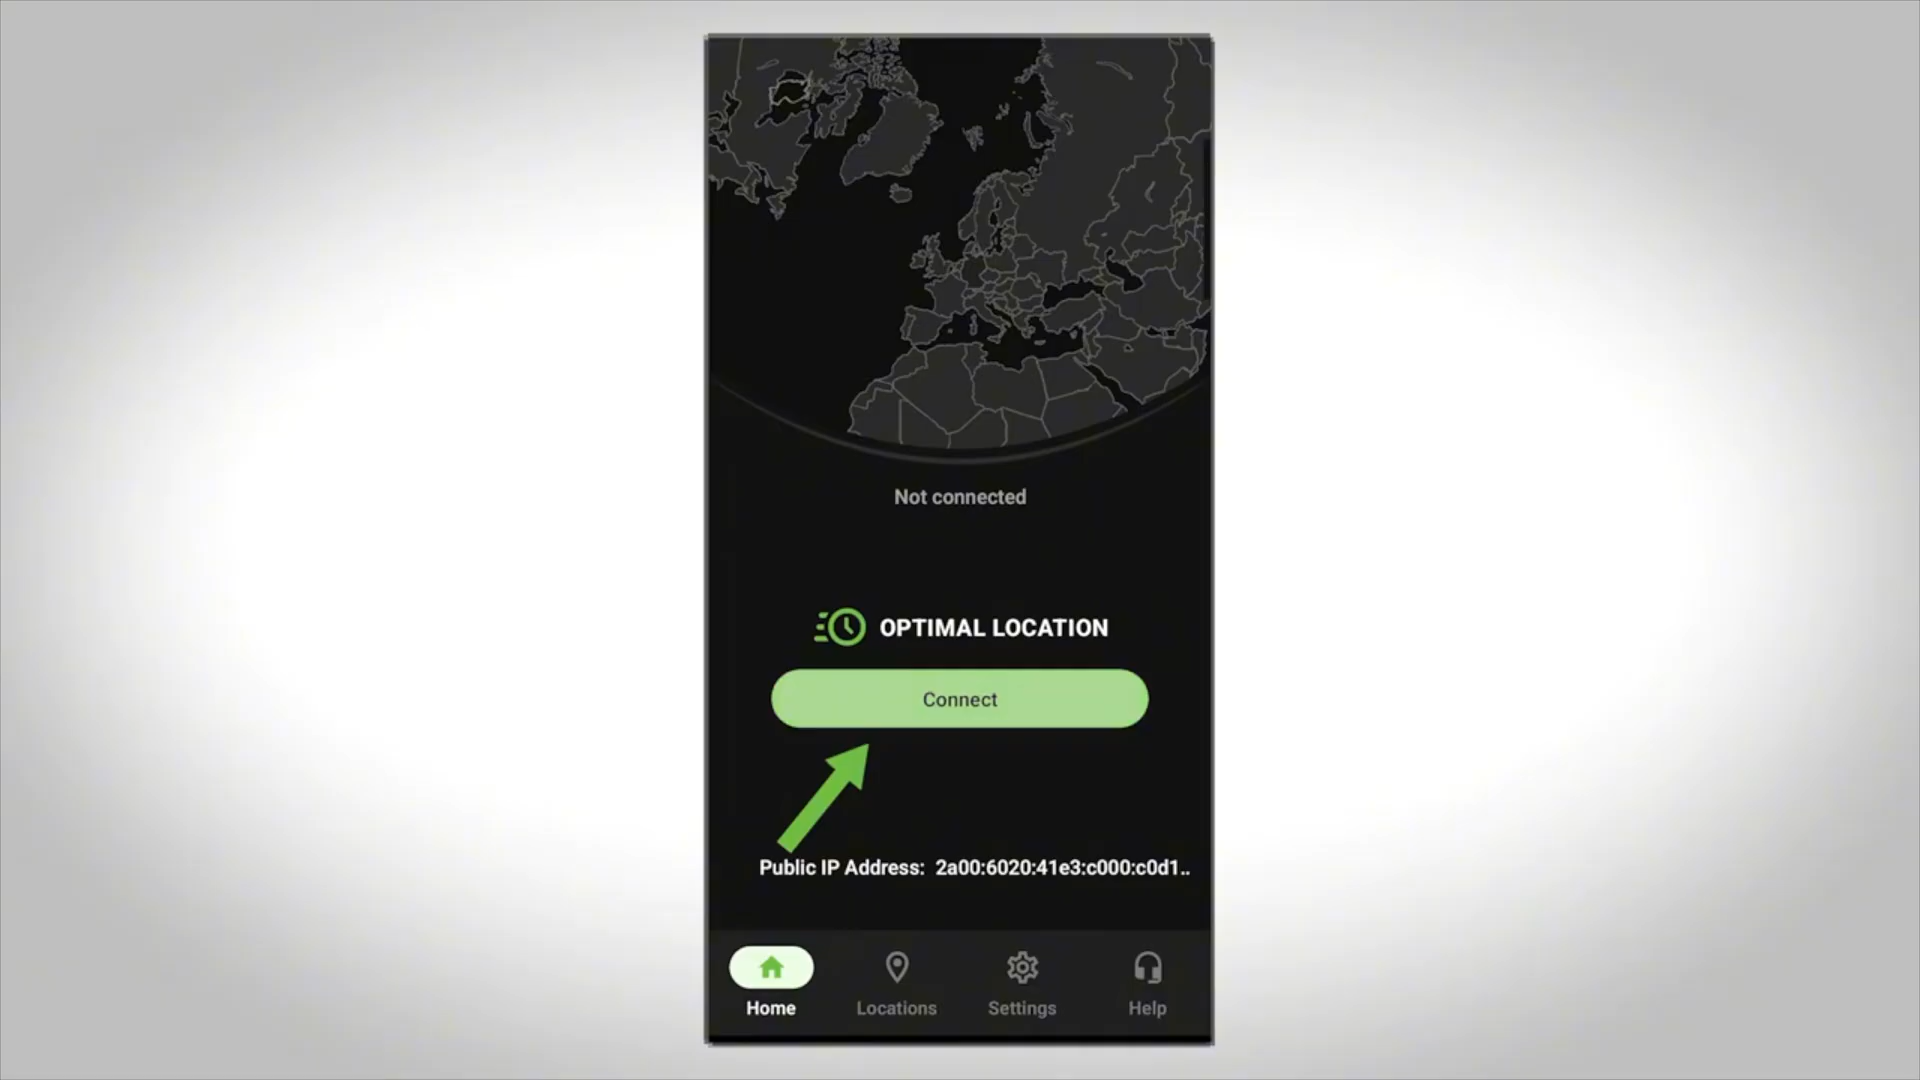 Not connected
OPTIMAL LOCATION
Connect
Public IP Address: 2a00:6020:41e3:c000:c0d1..
Home
Locations
Settings
Help